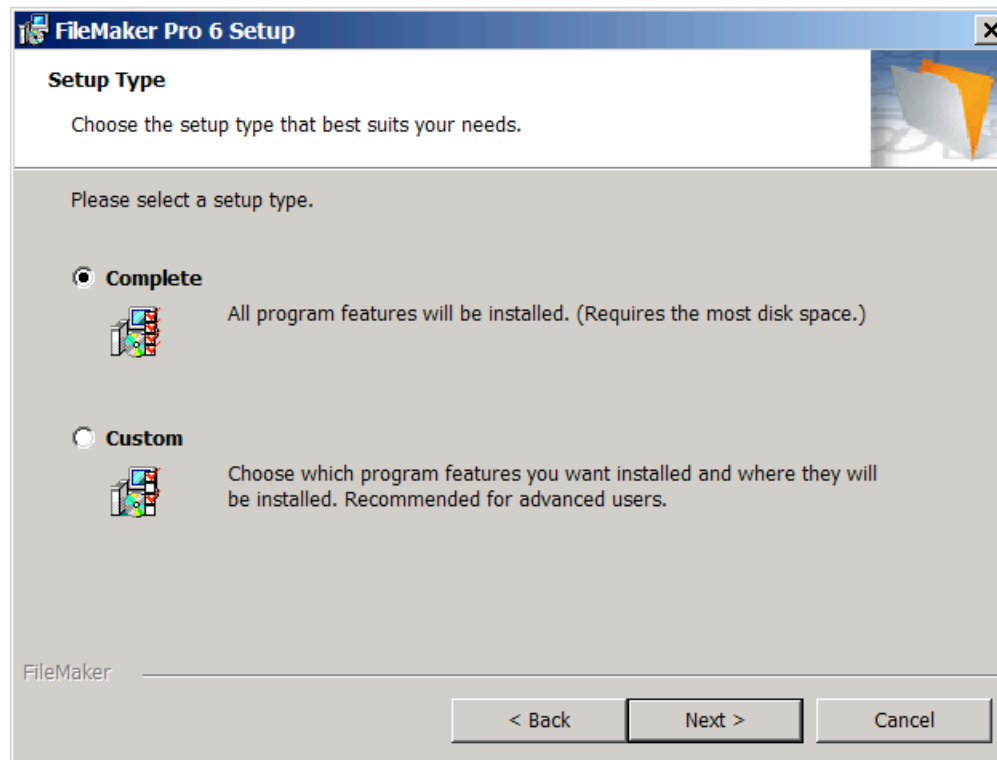 FileMaker Pro 6 Setup
Setup Type
Choose the setup type that best suits your needs.
Please select a setup type.
Complete
All program features will be installed. (Requires the most disk space.)
Custom
Choose which program features you want installed and where they will
be installed. Recommended for advanced users.
FileMaker
< Back
Next >
Cancel